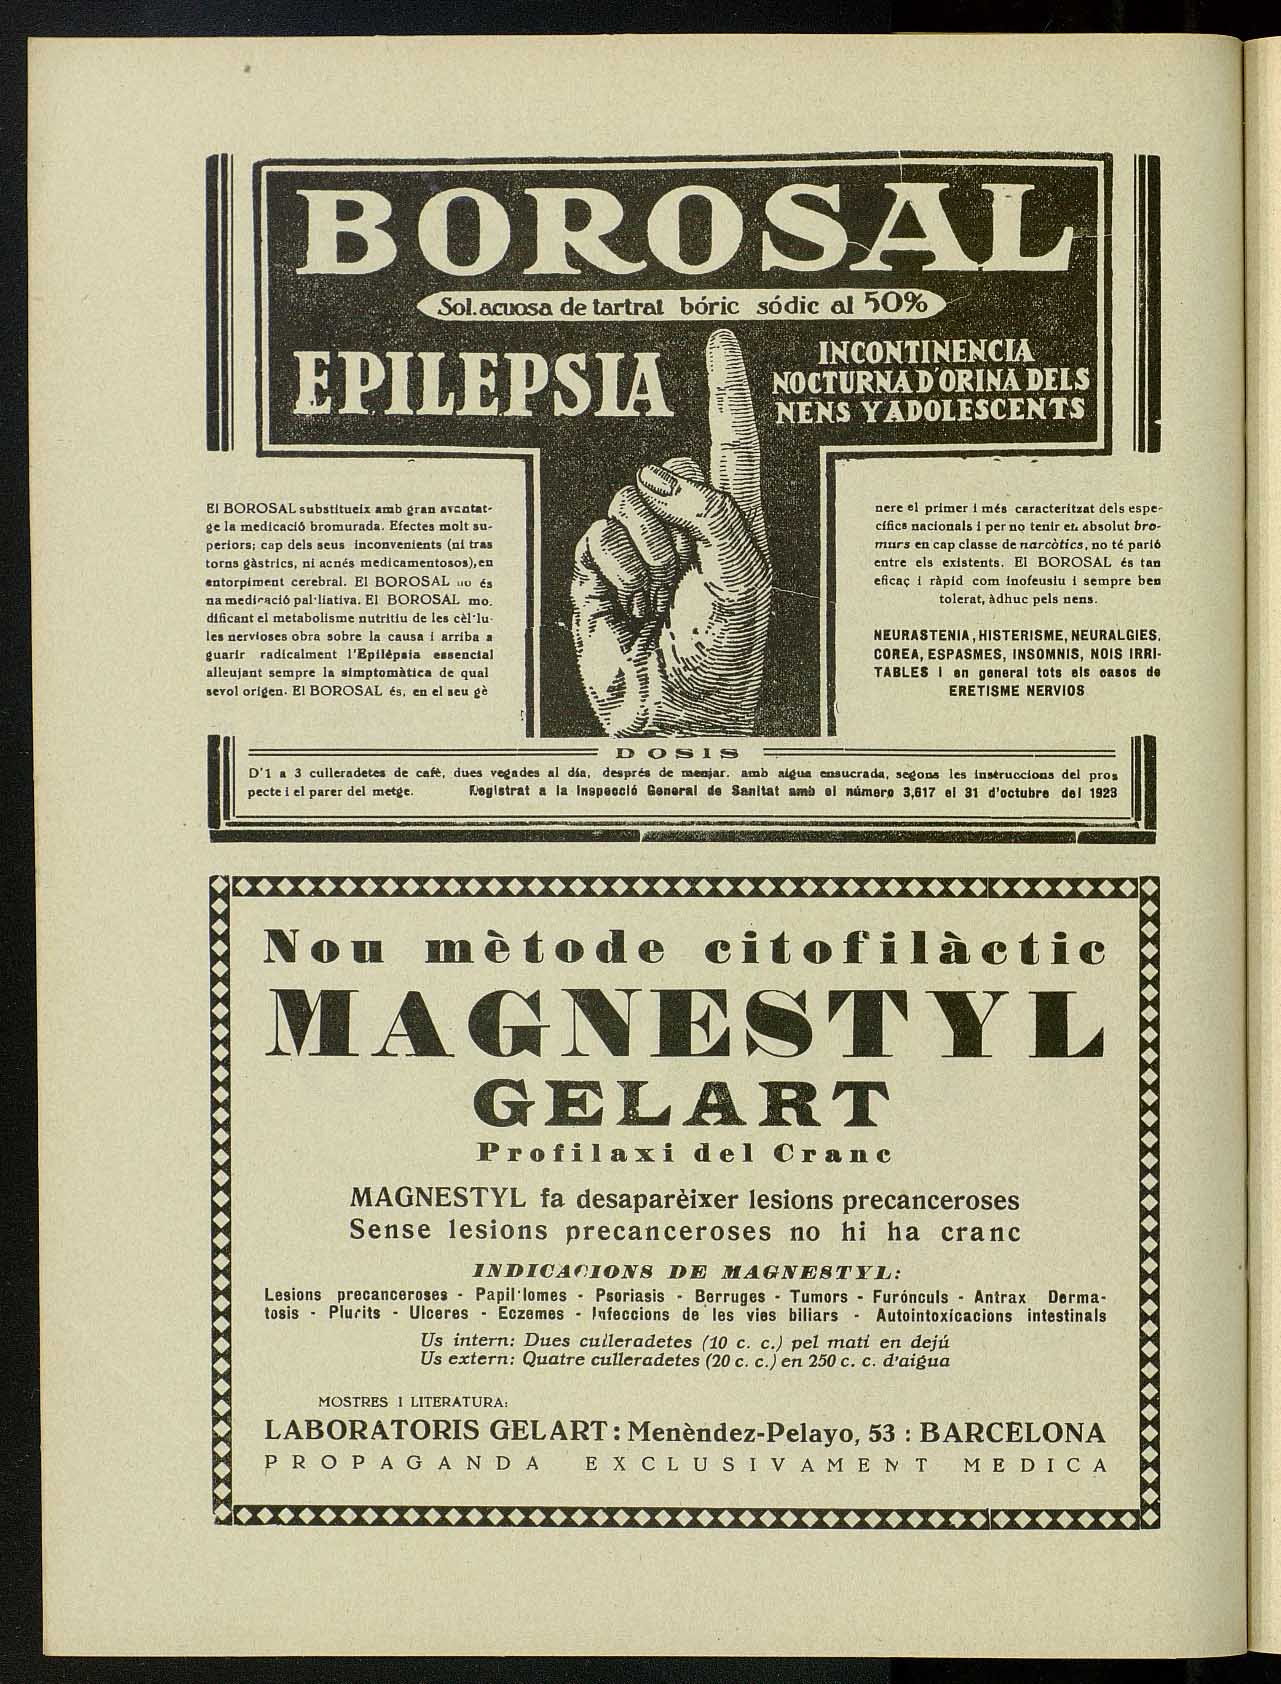 BOROSAL
Sol. acuosa de tartrat bóric sódic al 50%
EPILEPSIA
INCONTINENCIA
NOCTURNA D'ORINA DELS
NENS Y ADOLESCENTS
El BOROSAL substitueix amb gran avantat-
ge la medicació bromurada. Efectes molt su-
periors; cap dels seus inconvenients (ni tras
torns gàstrics, ni acnés medicamentosos), en
entorpiment cerebral. El BOROSAL no és
na medicació pal·liativa. El BOROSAL mo.
dificant el metabolisme nutritiu de les cèl·lu-
les nervioses obra sobre la causa i arriba a
guarir radicalment l'Epilépsia essencial
alleujant sempre la simptomàtica de qual
sevol origen. El BOROSAL és, en el seu gè
nere el primer i més caracteritzat dels espe-
cífics nacionals i per no tenir en absolut bro-
murs en cap classe de narcòtics, no té parió
entre els existents. El BOROSAL és tan
eficaç i ràpid com inofeusiu i sempre ben
tolerat, àdhuc pels nens.
NEURASTENIA, HISTERISME, NEURALGIES,
COREA, ESPASMES, INSOMNIS, NOIS IRRI-
TABLES i en general tots els casos de
ERETISME NERVIOS
DOSIS
D'1 a 3 culleradetes de cafè, dues vegades al día, després de menjar, amb aigua ensucrada, segons les instruccions del pros
pecte i el parer del metge. Registrat a la Inspecció General de Sanitat amb el número 3,617 el 31 d'octubre del 1923
Nou mètode citofilàctic
MAGNESTYL
GELART
Profilaxi del Cranc
MAGNESTYL fa desaparèixer lesions precanceroses
Sense lesions precanceroses no hi ha cranc
INDICACIONS DE MAGNESTYL:
Lesions precanceroses - Papil·lomes - Psoriasis - Berruges - Tumors - Furónculs - Antrax Derma-
tosis - Plurits - Ulceres - Eczemes - Infeccions de les vies biliars - Autointoxicacions intestinals
Us intern: Dues culleradetes (10 c. c.) pel matí en dejú
Us extern: Quatre culleradetes (20 c. c.) en 250 c. c. d'aigua
MOSTRES I LITERATURA:
LABORATORIS GELART : Menèndez-Pelayo, 53 : BARCELONA
PROPAGANDA EXCLUSIVAMENT MEDICA